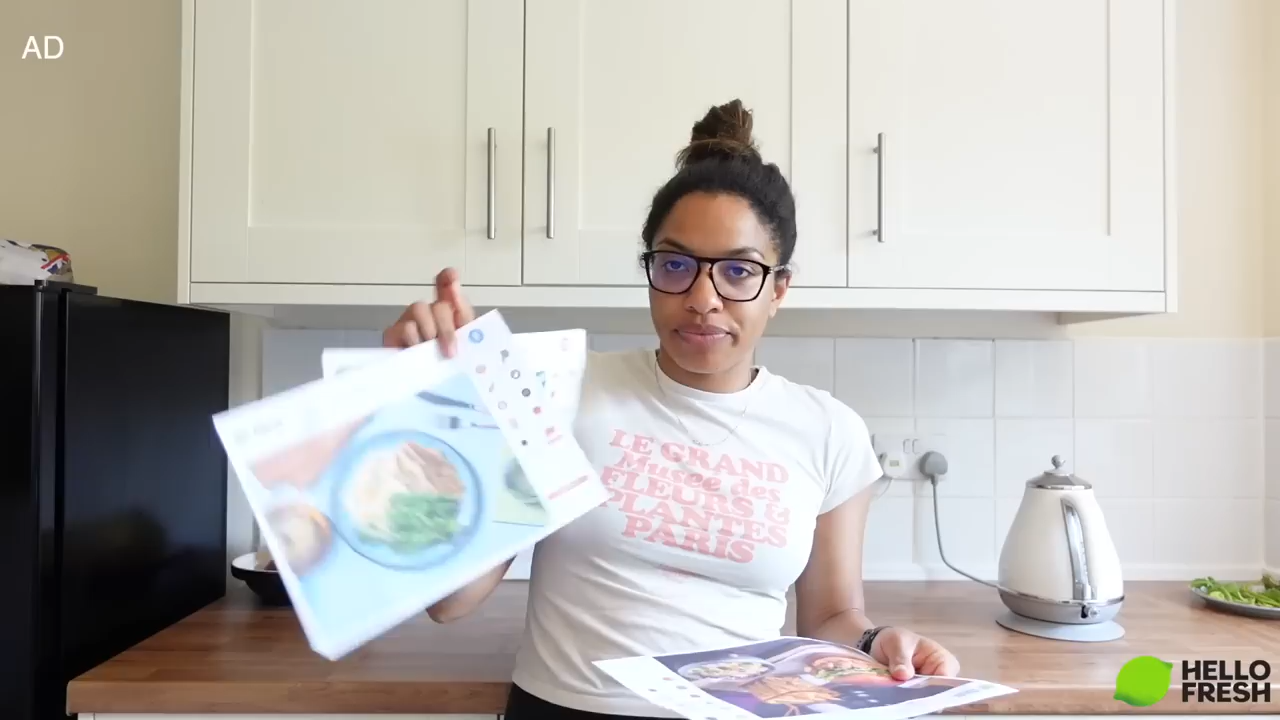 AD
LE GRAND
Musée des
FLEURS &
PLANTES
PARIS
HELLO
FRESH